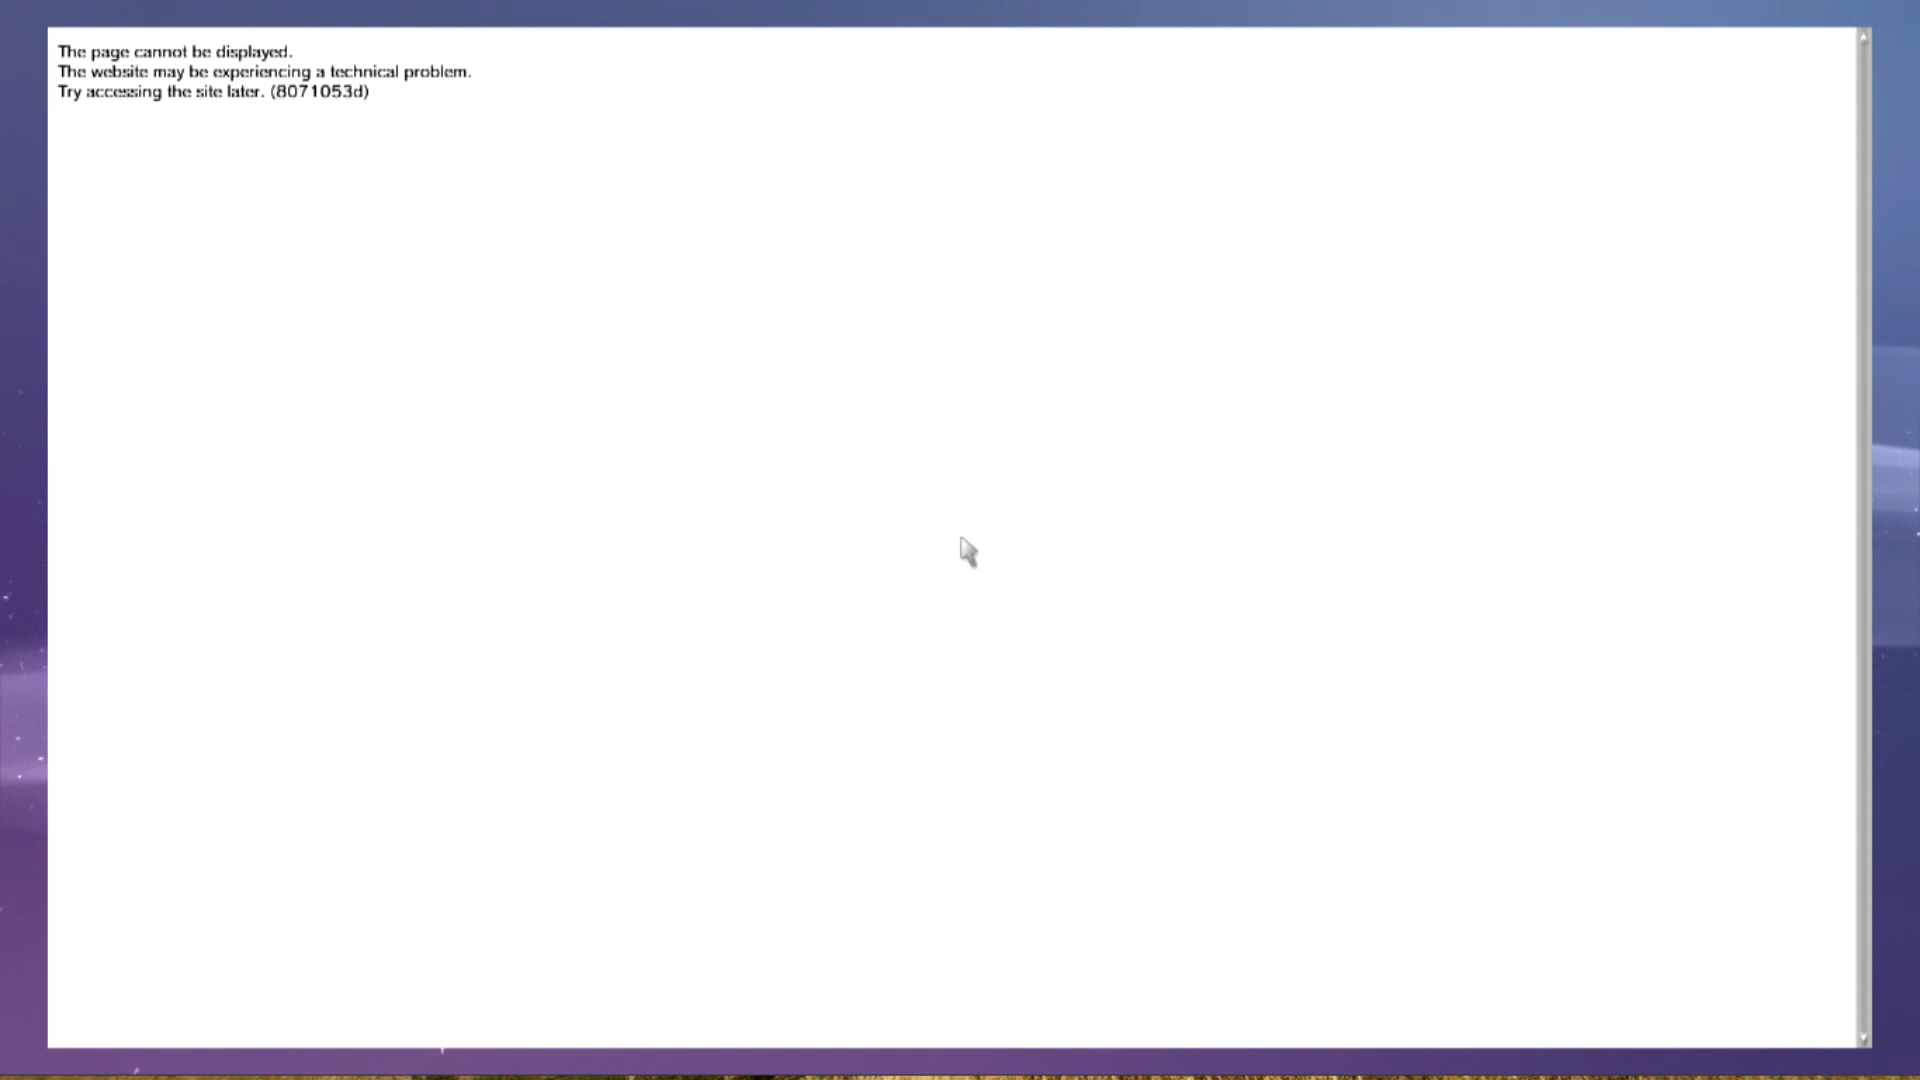 The page cannot be displayed.
The website may be experiencing a technical problem.
Try accessing the site later. (8071053d)